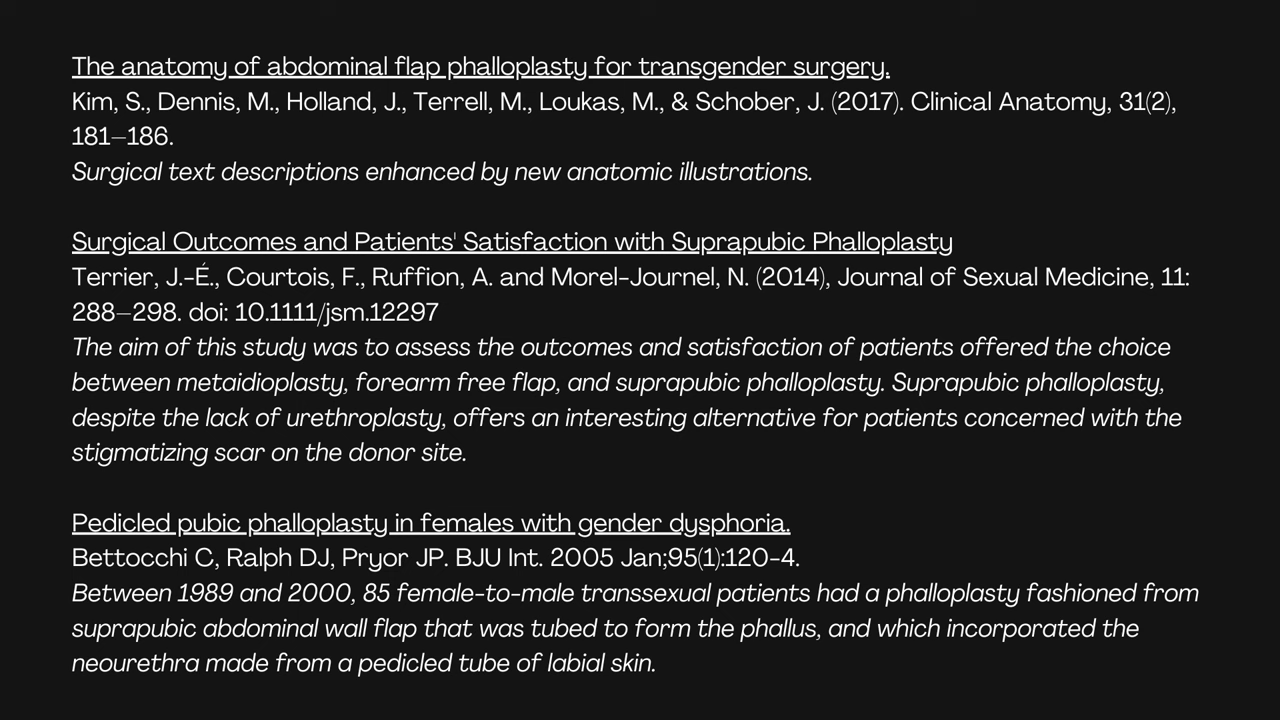 The anatomy of abdominal flap phalloplasty for transgender surgery.
Kim, S., Dennis, M., Holland, J., Terrell, M., Loukas, M., & Schober, J. (2017). Clinical Anatomy, 31(2),
181–186.
Surgical text descriptions enhanced by new anatomic illustrations.
Surgical Outcomes and Patients' Satisfaction with Suprapubic Phalloplasty
Terrier, J.-É., Courtois, F., Ruffion, A. and Morel-Journel, N. (2014), Journal of Sexual Medicine, 11:
288–298. doi: 10.1111/jsm.12297
The aim of this study was to assess the outcomes and satisfaction of patients offered the choice
between metaidioplasty, forearm free flap, and suprapubic phalloplasty. Suprapubic phalloplasty,
despite the lack of urethroplasty, offers an interesting alternative for patients concerned with the
stigmatizing scar on the donor site.
Pedicled pubic phalloplasty in females with gender dysphoria.
Bettocchi C, Ralph DJ, Pryor JP. BJU Int. 2005 Jan;95(1):120-4.
Between 1989 and 2000, 85 female-to-male transsexual patients had a phalloplasty fashioned from
suprapubic abdominal wall flap that was tubed to form the phallus, and which incorporated the
neourethra made from a pedicled tube of labial skin.